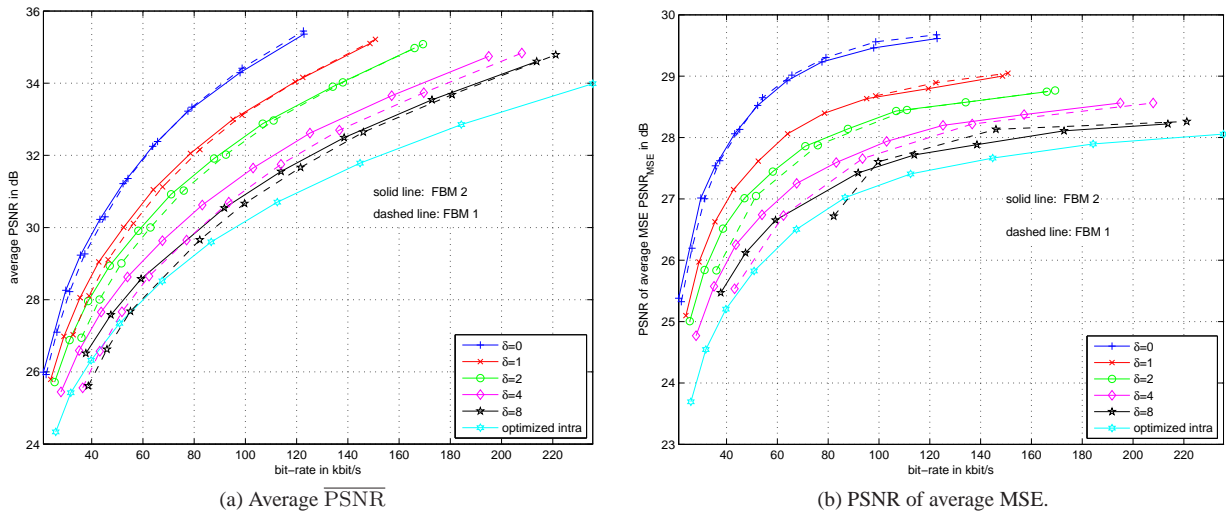 36
34
32
30
28
26
24
average PSNR in dB
40 60 80 100 120 140 160 180 200 220
bit-rate in kbit/s
solid line: FBM 2
dashed line: FBM 1
δ=0
δ=1
δ=2
δ=4
δ=8
optimized intra
(a) Average PSNR
30
29
28
27
26
25
24
23
PSNR of average MSE PSNR_MSE in dB
40 60 80 100 120 140 160 180 200 220
bit-rate in kbit/s
solid line: FBM 2
dashed line: FBM 1
δ=0
δ=1
δ=2
δ=4
δ=8
optimized intra
(b) PSNR of average MSE.